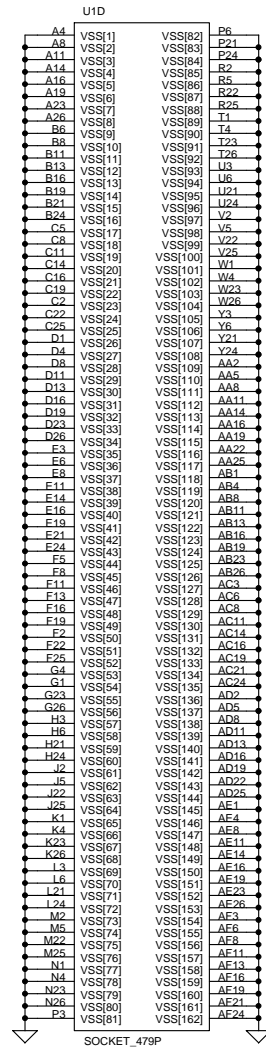 U1D
A4 VSS[1] VSS[82] P6
A8 VSS[2] VSS[83] P21
A11 VSS[3] VSS[84] P24
A14 VSS[4] VSS[85] R2
A16 VSS[5] VSS[86] R5
A19 VSS[6] VSS[87] R22
A23 VSS[7] VSS[88] R25
A26 VSS[8] VSS[89] T1
B6 VSS[9] VSS[90] T4
B8 VSS[10] VSS[91] T23
B11 VSS[11] VSS[92] T26
B13 VSS[12] VSS[93] U3
B16 VSS[13] VSS[94] U6
B19 VSS[14] VSS[95] U21
B21 VSS[15] VSS[96] U24
B24 VSS[16] VSS[97] V2
C5 VSS[17] VSS[98] V5
C8 VSS[18] VSS[99] V22
C11 VSS[19] VSS[100] V25
C14 VSS[20] VSS[101] W1
C16 VSS[21] VSS[102] W4
C19 VSS[22] VSS[103] W23
C2 VSS[23] VSS[104] W26
C22 VSS[24] VSS[105] Y3
C25 VSS[25] VSS[106] Y6
D1 VSS[26] VSS[107] Y21
D4 VSS[27] VSS[108] Y24
D8 VSS[28] VSS[109] AA2
D11 VSS[29] VSS[110] AA5
D13 VSS[30] VSS[111] AA8
D16 VSS[31] VSS[112] AA11
D19 VSS[32] VSS[113] AA14
D23 VSS[33] VSS[114] AA16
D26 VSS[34] VSS[115] AA19
E3 VSS[35] VSS[116] AA22
E6 VSS[36] VSS[117] AA25
E8 VSS[37] VSS[118] AB1
E11 VSS[38] VSS[119] AB4
E14 VSS[39] VSS[120] AB8
E16 VSS[40] VSS[121] AB11
E19 VSS[41] VSS[122] AB13
E21 VSS[42] VSS[123] AB16
E24 VSS[43] VSS[124] AB19
F5 VSS[44] VSS[125] AB23
F8 VSS[45] VSS[126] AB26
F11 VSS[46] VSS[127] AC3
F13 VSS[47] VSS[128] AC6
F16 VSS[48] VSS[129] AC8
F19 VSS[49] VSS[130] AC11
F2 VSS[50] VSS[131] AC14
F22 VSS[51] VSS[132] AC16
F25 VSS[52] VSS[133] AC19
G4 VSS[53] VSS[134] AC21
G1 VSS[54] VSS[135] AC24
G23 VSS[55] VSS[136] AD2
G26 VSS[56] VSS[137] AD5
H3 VSS[57] VSS[138] AD8
H6 VSS[58] VSS[139] AD11
H21 VSS[59] VSS[140] AD13
H24 VSS[60] VSS[141] AD16
J2 VSS[61] VSS[142] AD19
J5 VSS[62] VSS[143] AD22
J22 VSS[63] VSS[144] AD25
J25 VSS[64] VSS[145] AE1
K1 VSS[65] VSS[146] AE4
K4 VSS[66] VSS[147] AE8
K23 VSS[67] VSS[148] AE11
K26 VSS[68] VSS[149] AE14
L3 VSS[69] VSS[150] AE16
L6 VSS[70] VSS[151] AE19
L21 VSS[71] VSS[152] AE23
L24 VSS[72] VSS[153] AE26
M2 VSS[73] VSS[154] AF3
M5 VSS[74] VSS[155] AF6
M22 VSS[75] VSS[156] AF8
M25 VSS[76] VSS[157] AF11
N1 VSS[77] VSS[158] AF13
N4 VSS[78] VSS[159] AF16
N23 VSS[79] VSS[160] AF19
N26 VSS[80] VSS[161] AF21
P3 VSS[81] VSS[162] AF24
SOCKET_479P